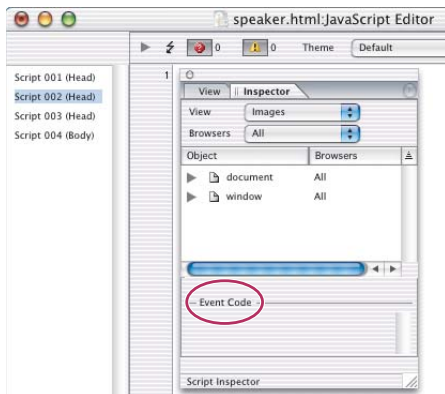 speaker.html:JavaScript Editor
0 0 Theme Default
Script 001 (Head)
Script 002 (Head)
Script 003 (Head)
Script 004 (Body)
1
View Inspector
View Images
Browsers All
Object Browsers
document All
window All
Event Code
Script Inspector